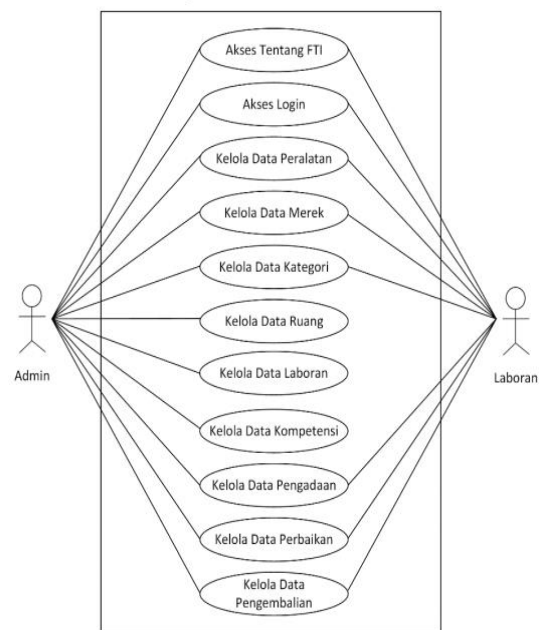 Akses Tentang FTI
Akses Login
Kelola Data Peralatan
Kelola Data Merek
Kelola Data Kategori
Kelola Data Ruang
Admin
Laboran
Kelola Data Laboran
Kelola Data Kompetensi
Kelola Data Pengadaan
Kelola Data Perbaikan
Kelola Data
Pengembalian